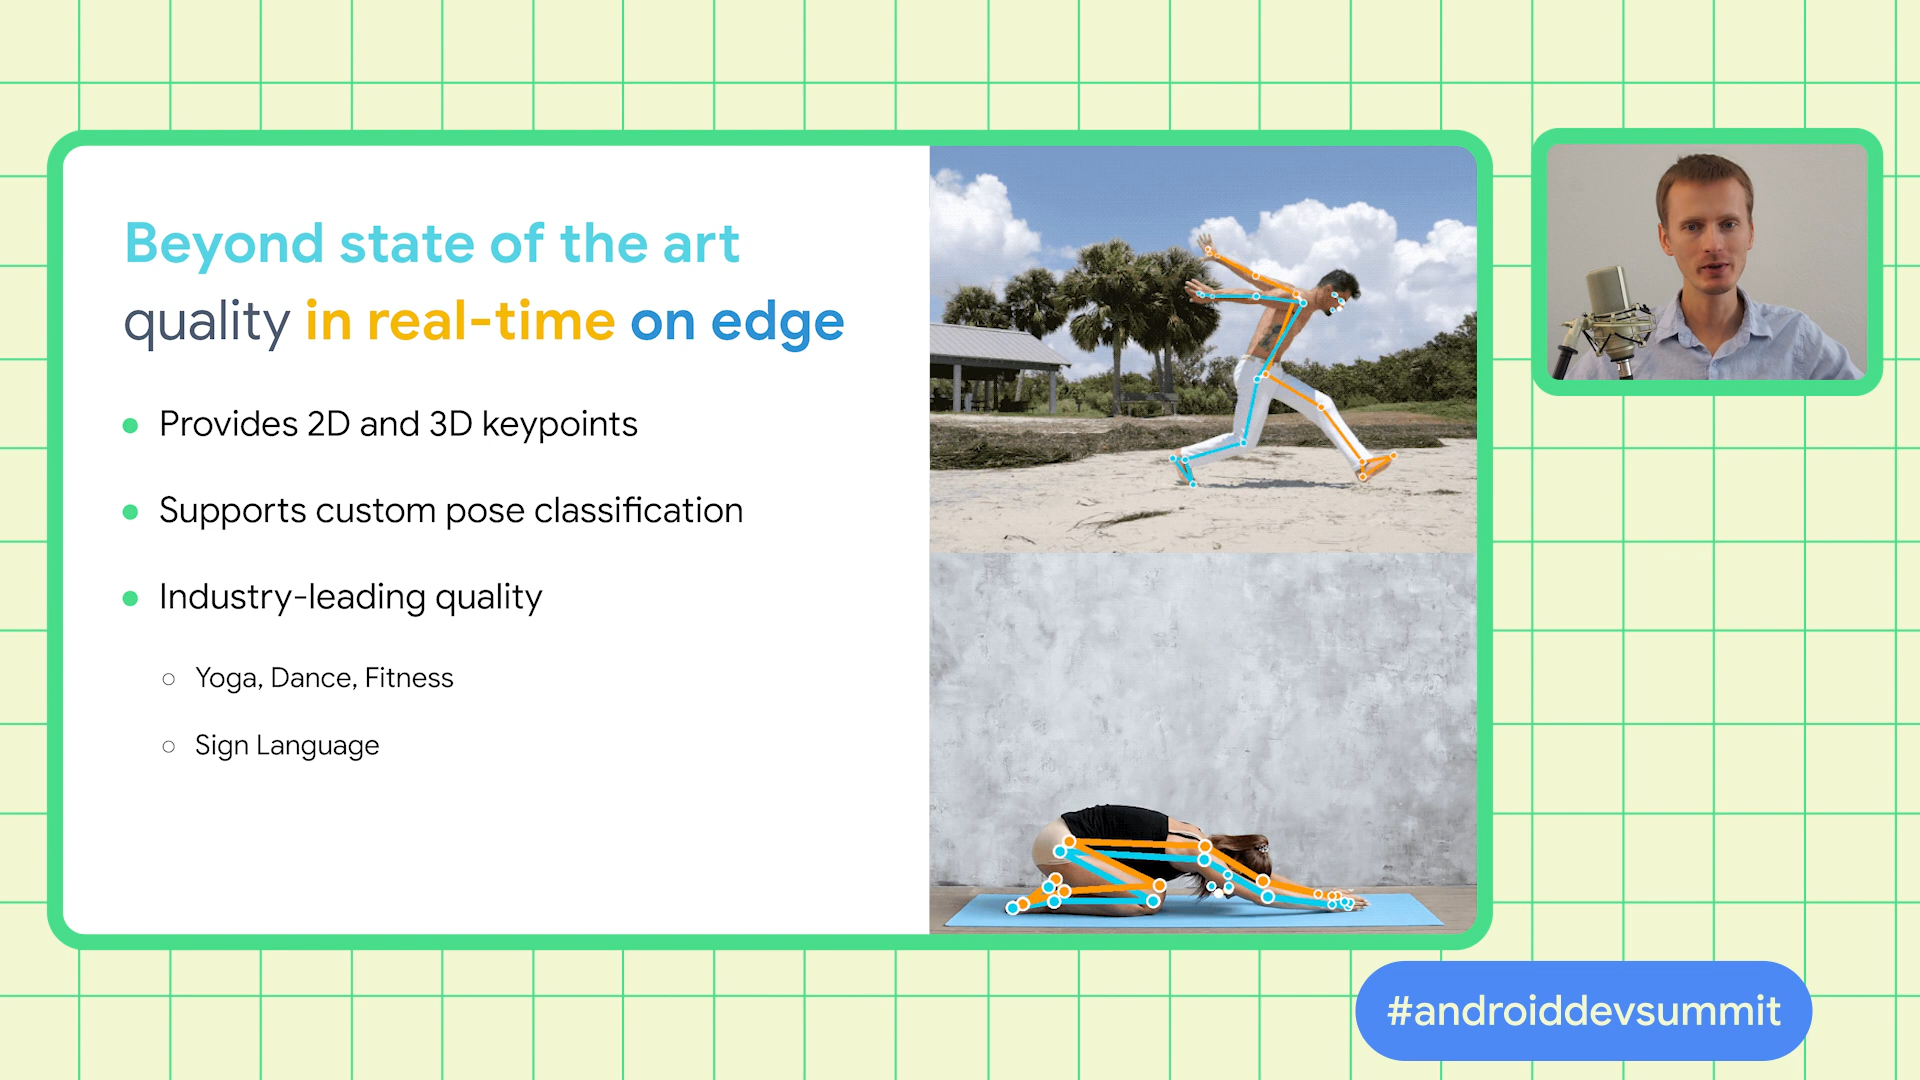 Beyond state of the art
quality in real-time on edge
Provides 2D and 3D keypoints
Supports custom pose classification
Industry-leading quality
Yoga, Dance, Fitness
Sign Language
#androiddevsummit